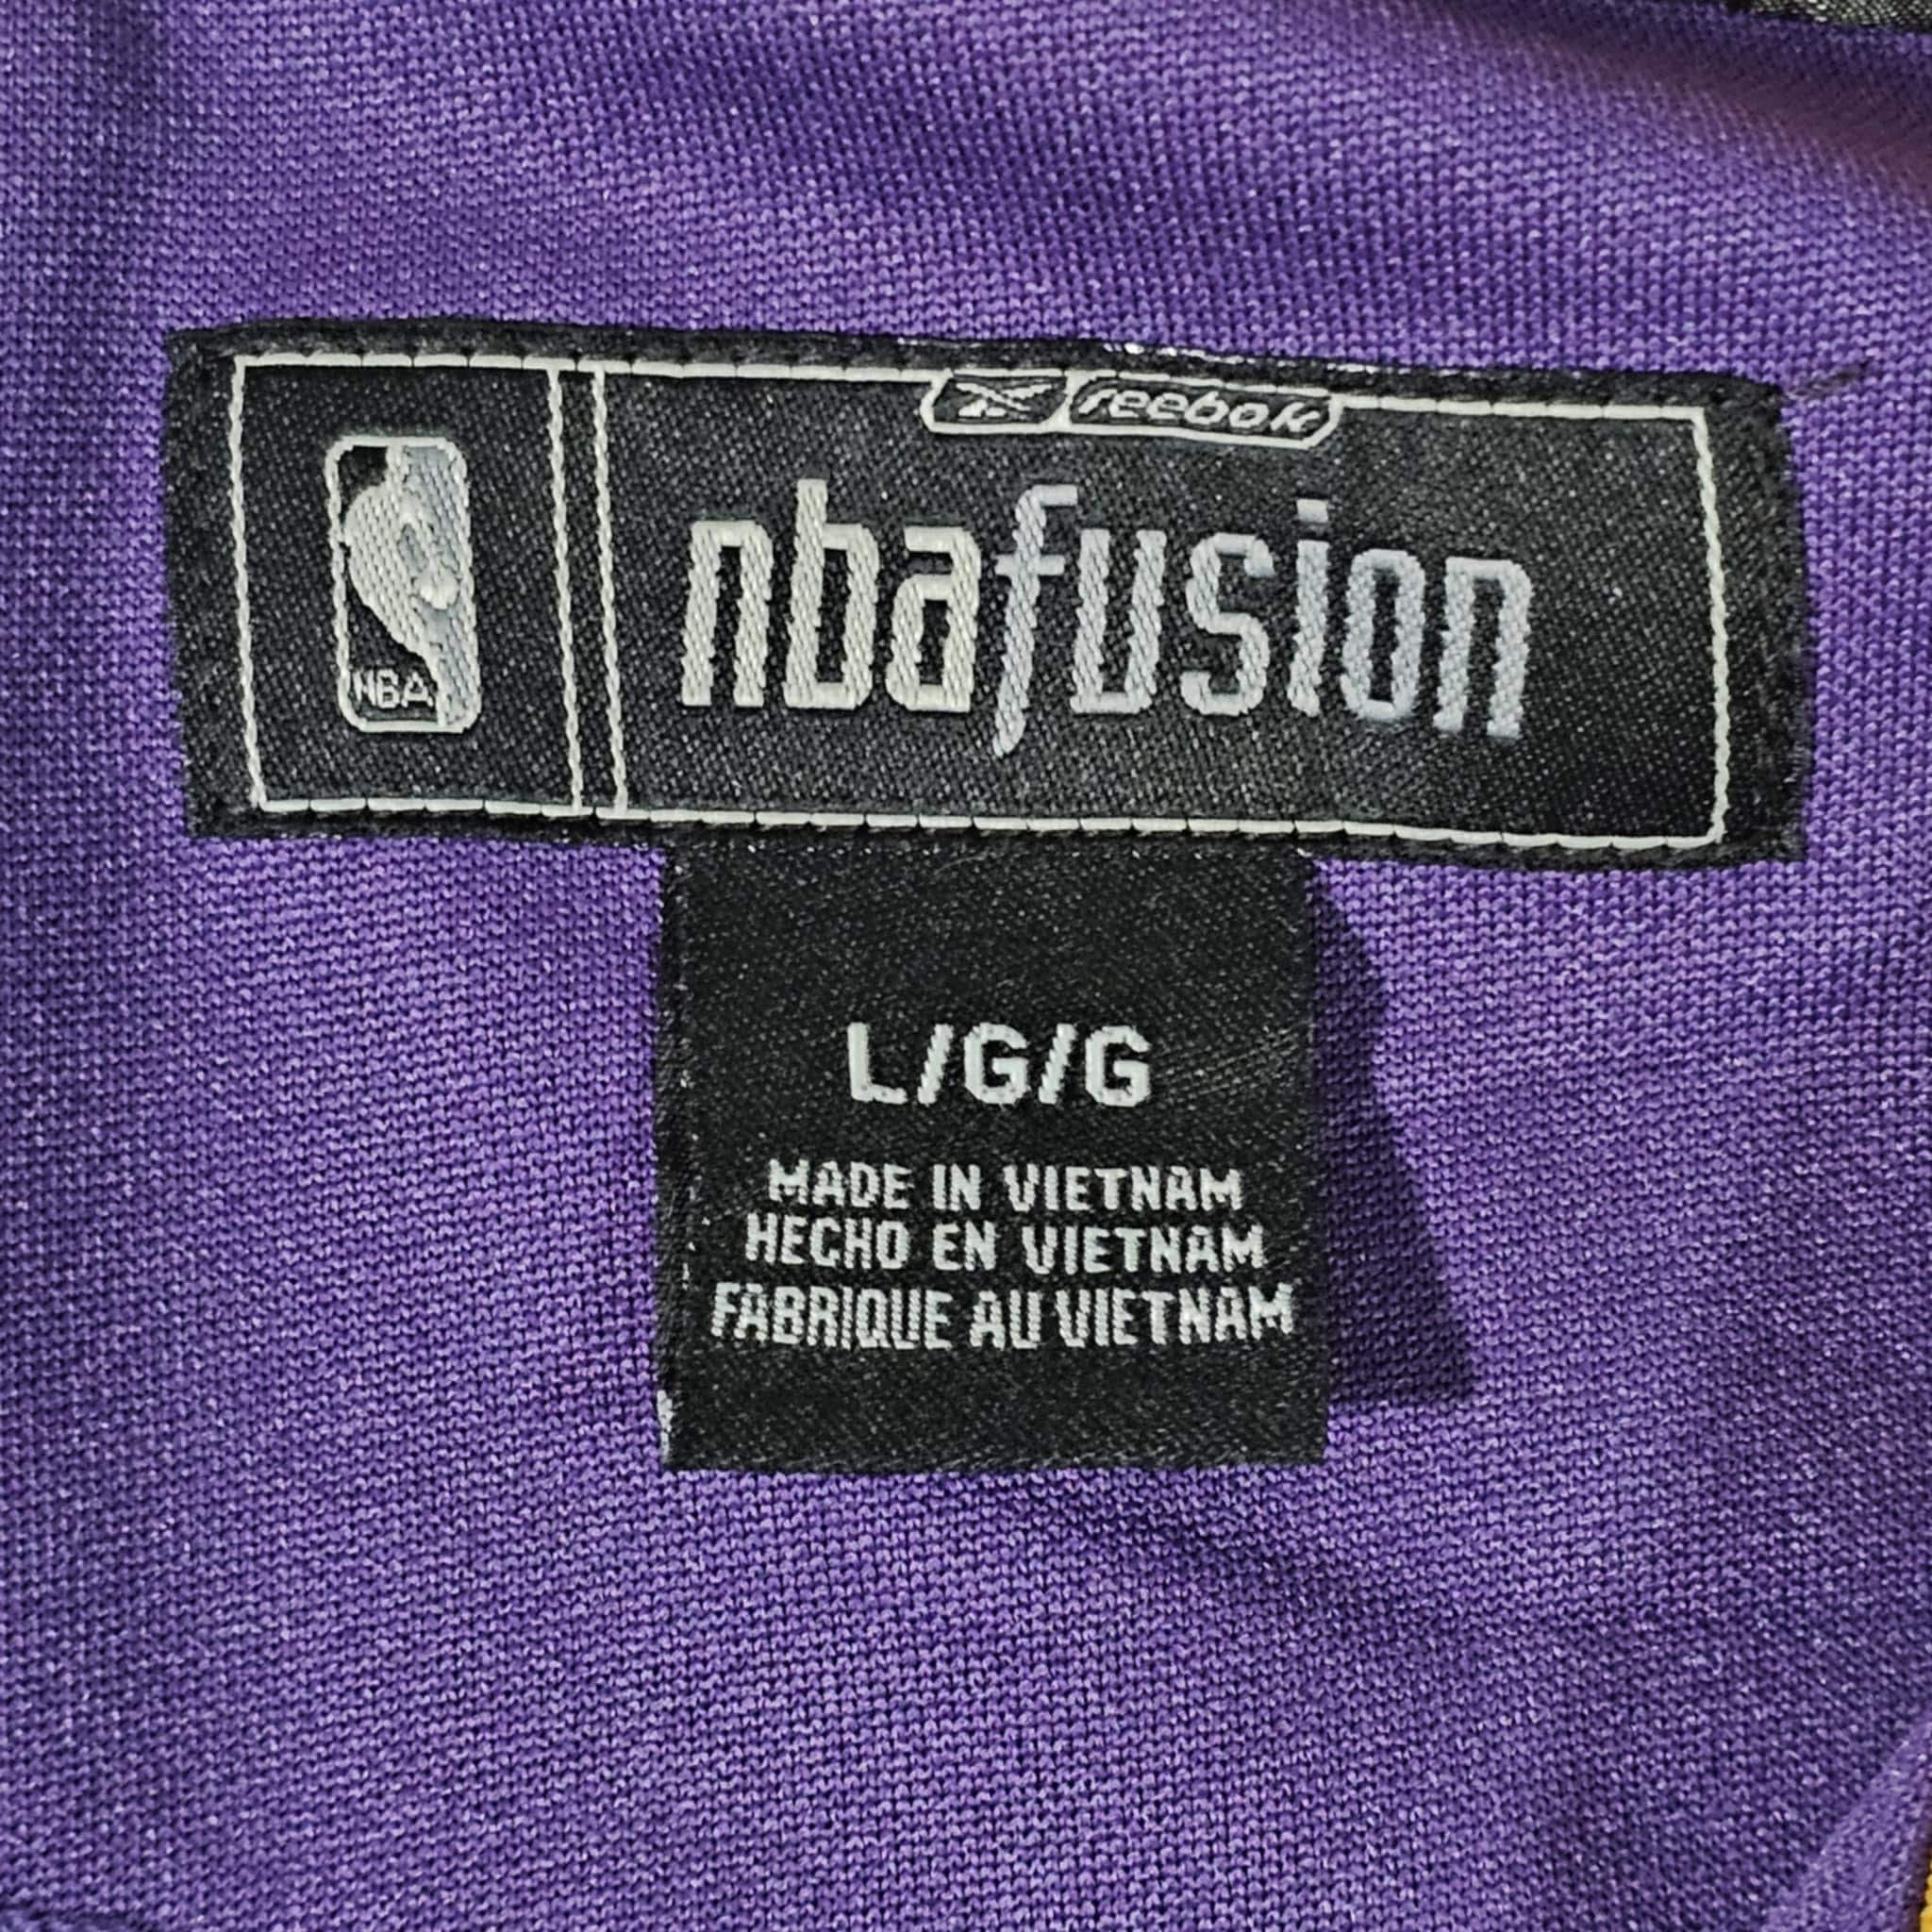 reebok
NBA
nbafusion
L/G/G
MADE IN VIETNAM
HECHO EN VIETNAM
FABRIQUE AU VIETNAM